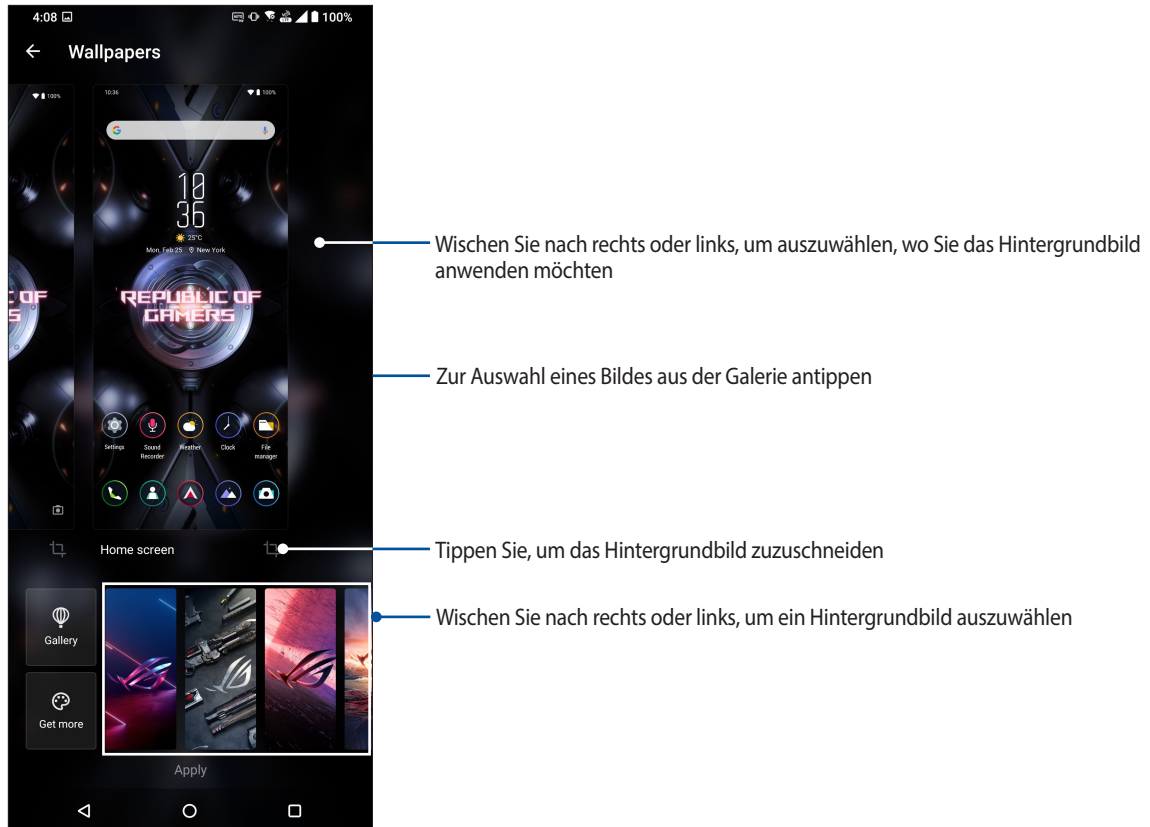 4:08
100%
Wallpapers
100%
10:36
100%
10
36
25°C
Mon, Feb 25 New York
REPUBLIC OF
GAMERS
OF
S
Settings
Sound
Recorder
Weather
Clock
File
manager
Home screen
Gallery
Get more
Apply
Wischen Sie nach rechts oder links, um auszuwählen, wo Sie das Hintergrundbild
anwenden möchten
Zur Auswahl eines Bildes aus der Galerie antippen
Tippen Sie, um das Hintergrundbild zuzuschneiden
Wischen Sie nach rechts oder links, um ein Hintergrundbild auszuwählen